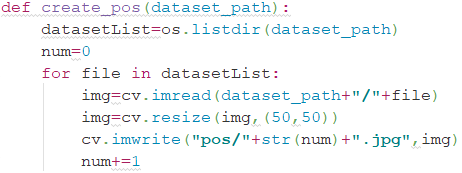 def create_pos(dataset_path):
    datasetList=os.listdir(dataset_path)
    num=0
    for file in datasetList:
        img=cv.imread(dataset_path+"/"+file)
        img=cv.resize(img,(50,50))
        cv.imwrite("pos/"+str(num)+".jpg",img)
        num+=1